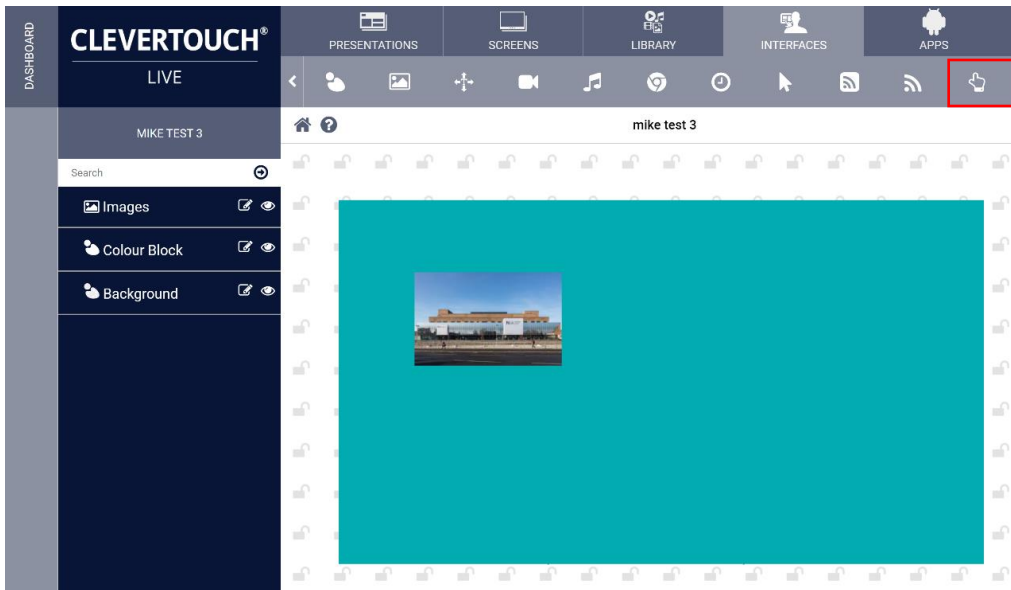 DASHBOARD
CLEVERTOUCH®
LIVE
PRESENTATIONS
SCREENS
LIBRARY
INTERFACES
APPS
MIKE TEST 3
mike test 3
Search
Images
Colour Block
Background